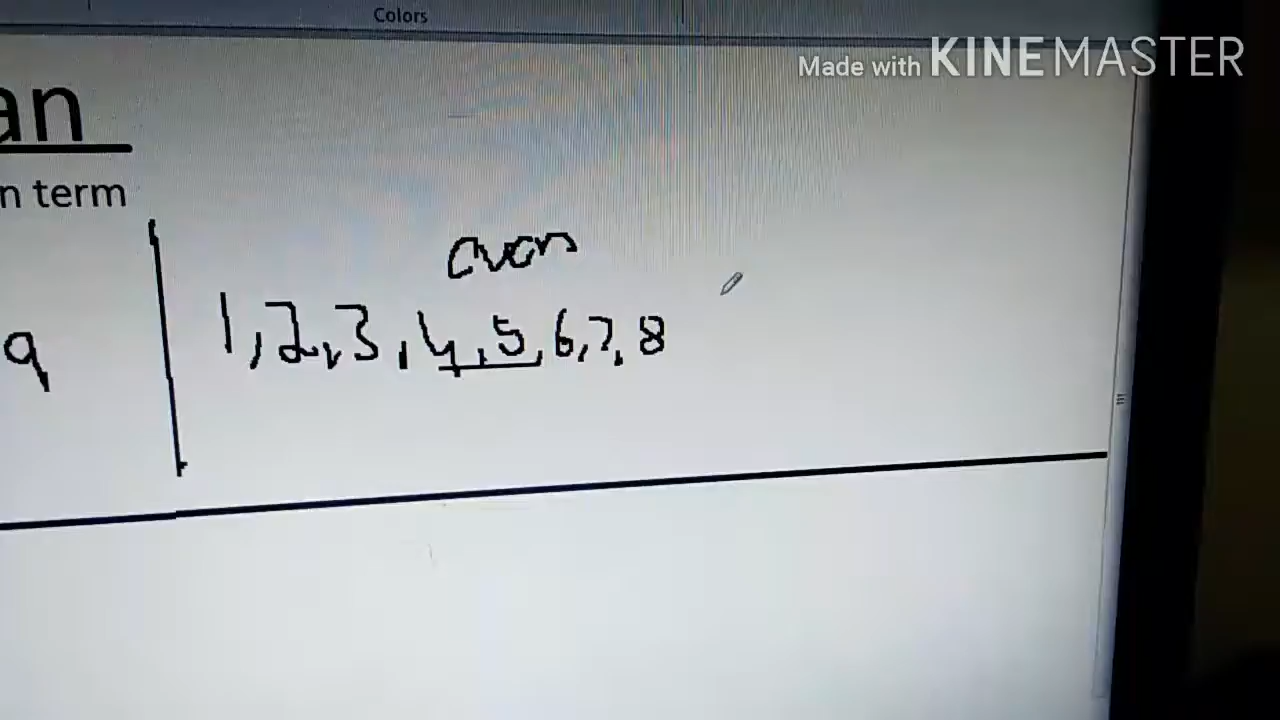 Colors
Made with KINEMASTER
an
n term
even
9
1, 2, 3, 4, 5, 6, 7, 8